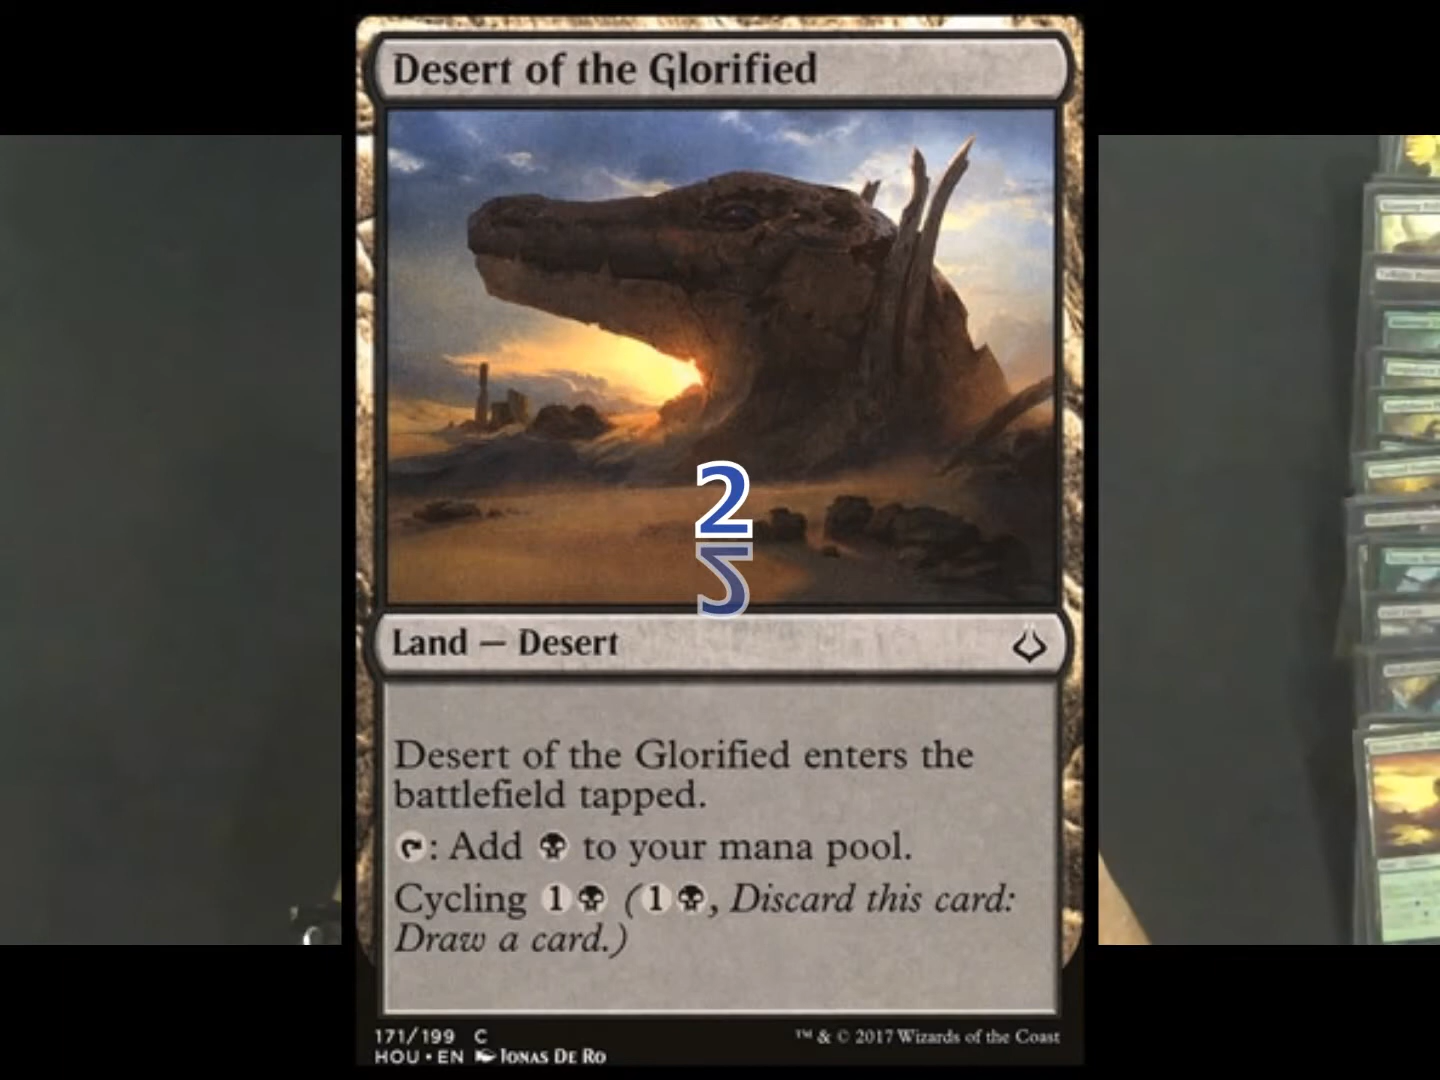 Desert of the Glorified
2
Land — Desert
Desert of the Glorified enters the
battlefield tapped.
: Add to your mana pool.
Cycling 1 (1, Discard this card:
Draw a card.)
171/199 C
HOU • EN Jonas De Ro
™ & © 2017 Wizards of the Coast